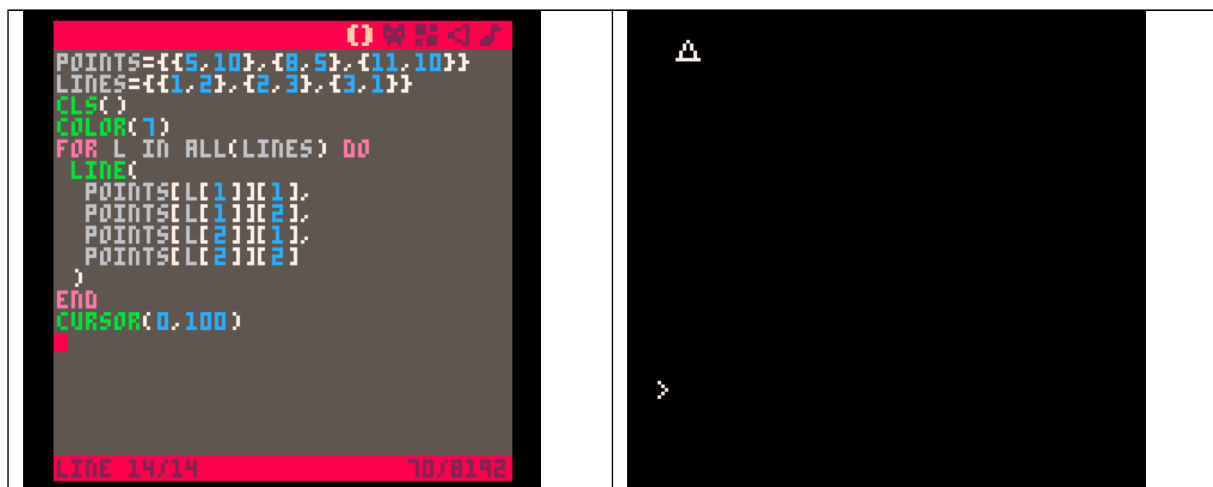 POINTS={{5,10},{8,5},{11,10}}
LINES={{1,2},{2,3},{3,1}}
CLS()
COLOR(7)
FOR L IN ALL(LINES) DO
 LINE(
  POINTS[L[1]][1],
  POINTS[L[1]][2],
  POINTS[L[2]][1],
  POINTS[L[2]][2]
 )
END
CURSOR(0,100)
LINE 14/14 70/8192
>